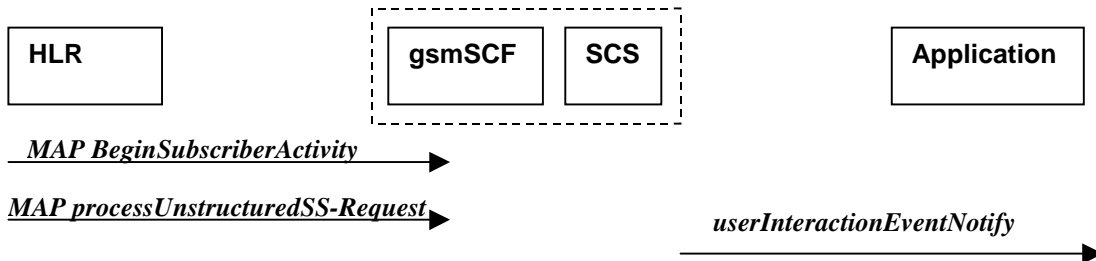 HLR
gsmSCF
SCS
Application
MAP BeginSubscriberActivity
MAP processUnstructuredSS-Request
userInteractionEventNotify